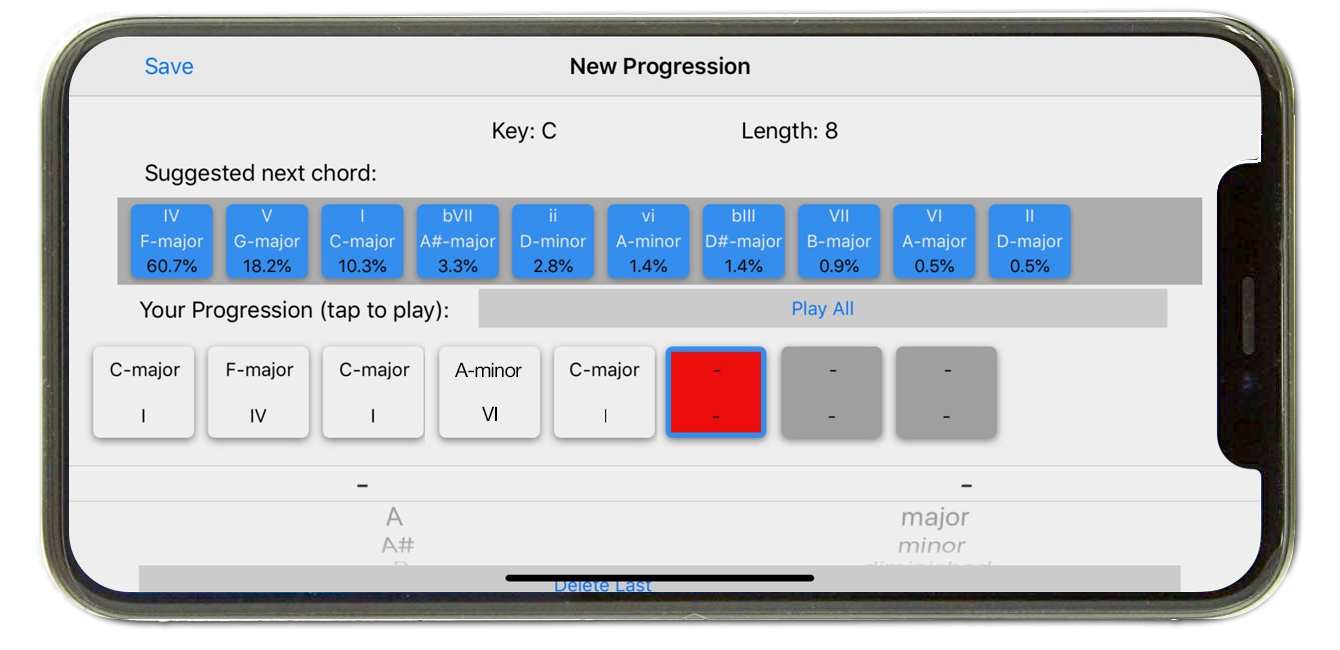 Save New Progression
Key: C Length: 8
Suggested next chord:
IV V I bVII ii vi bIII VII VI II
F-major G-major C-major A#-major D-minor A-minor D#-major B-major A-major D-major
60.7% 18.2% 10.3% 3.3% 2.8% 1.4% 1.4% 0.9% 0.5% 0.5%
Your Progression (tap to play): Play All
C-major F-major C-major A-minor C-major - - -
I IV I VI I - - -
- -
A major
A# minor
diminished
Delete Last